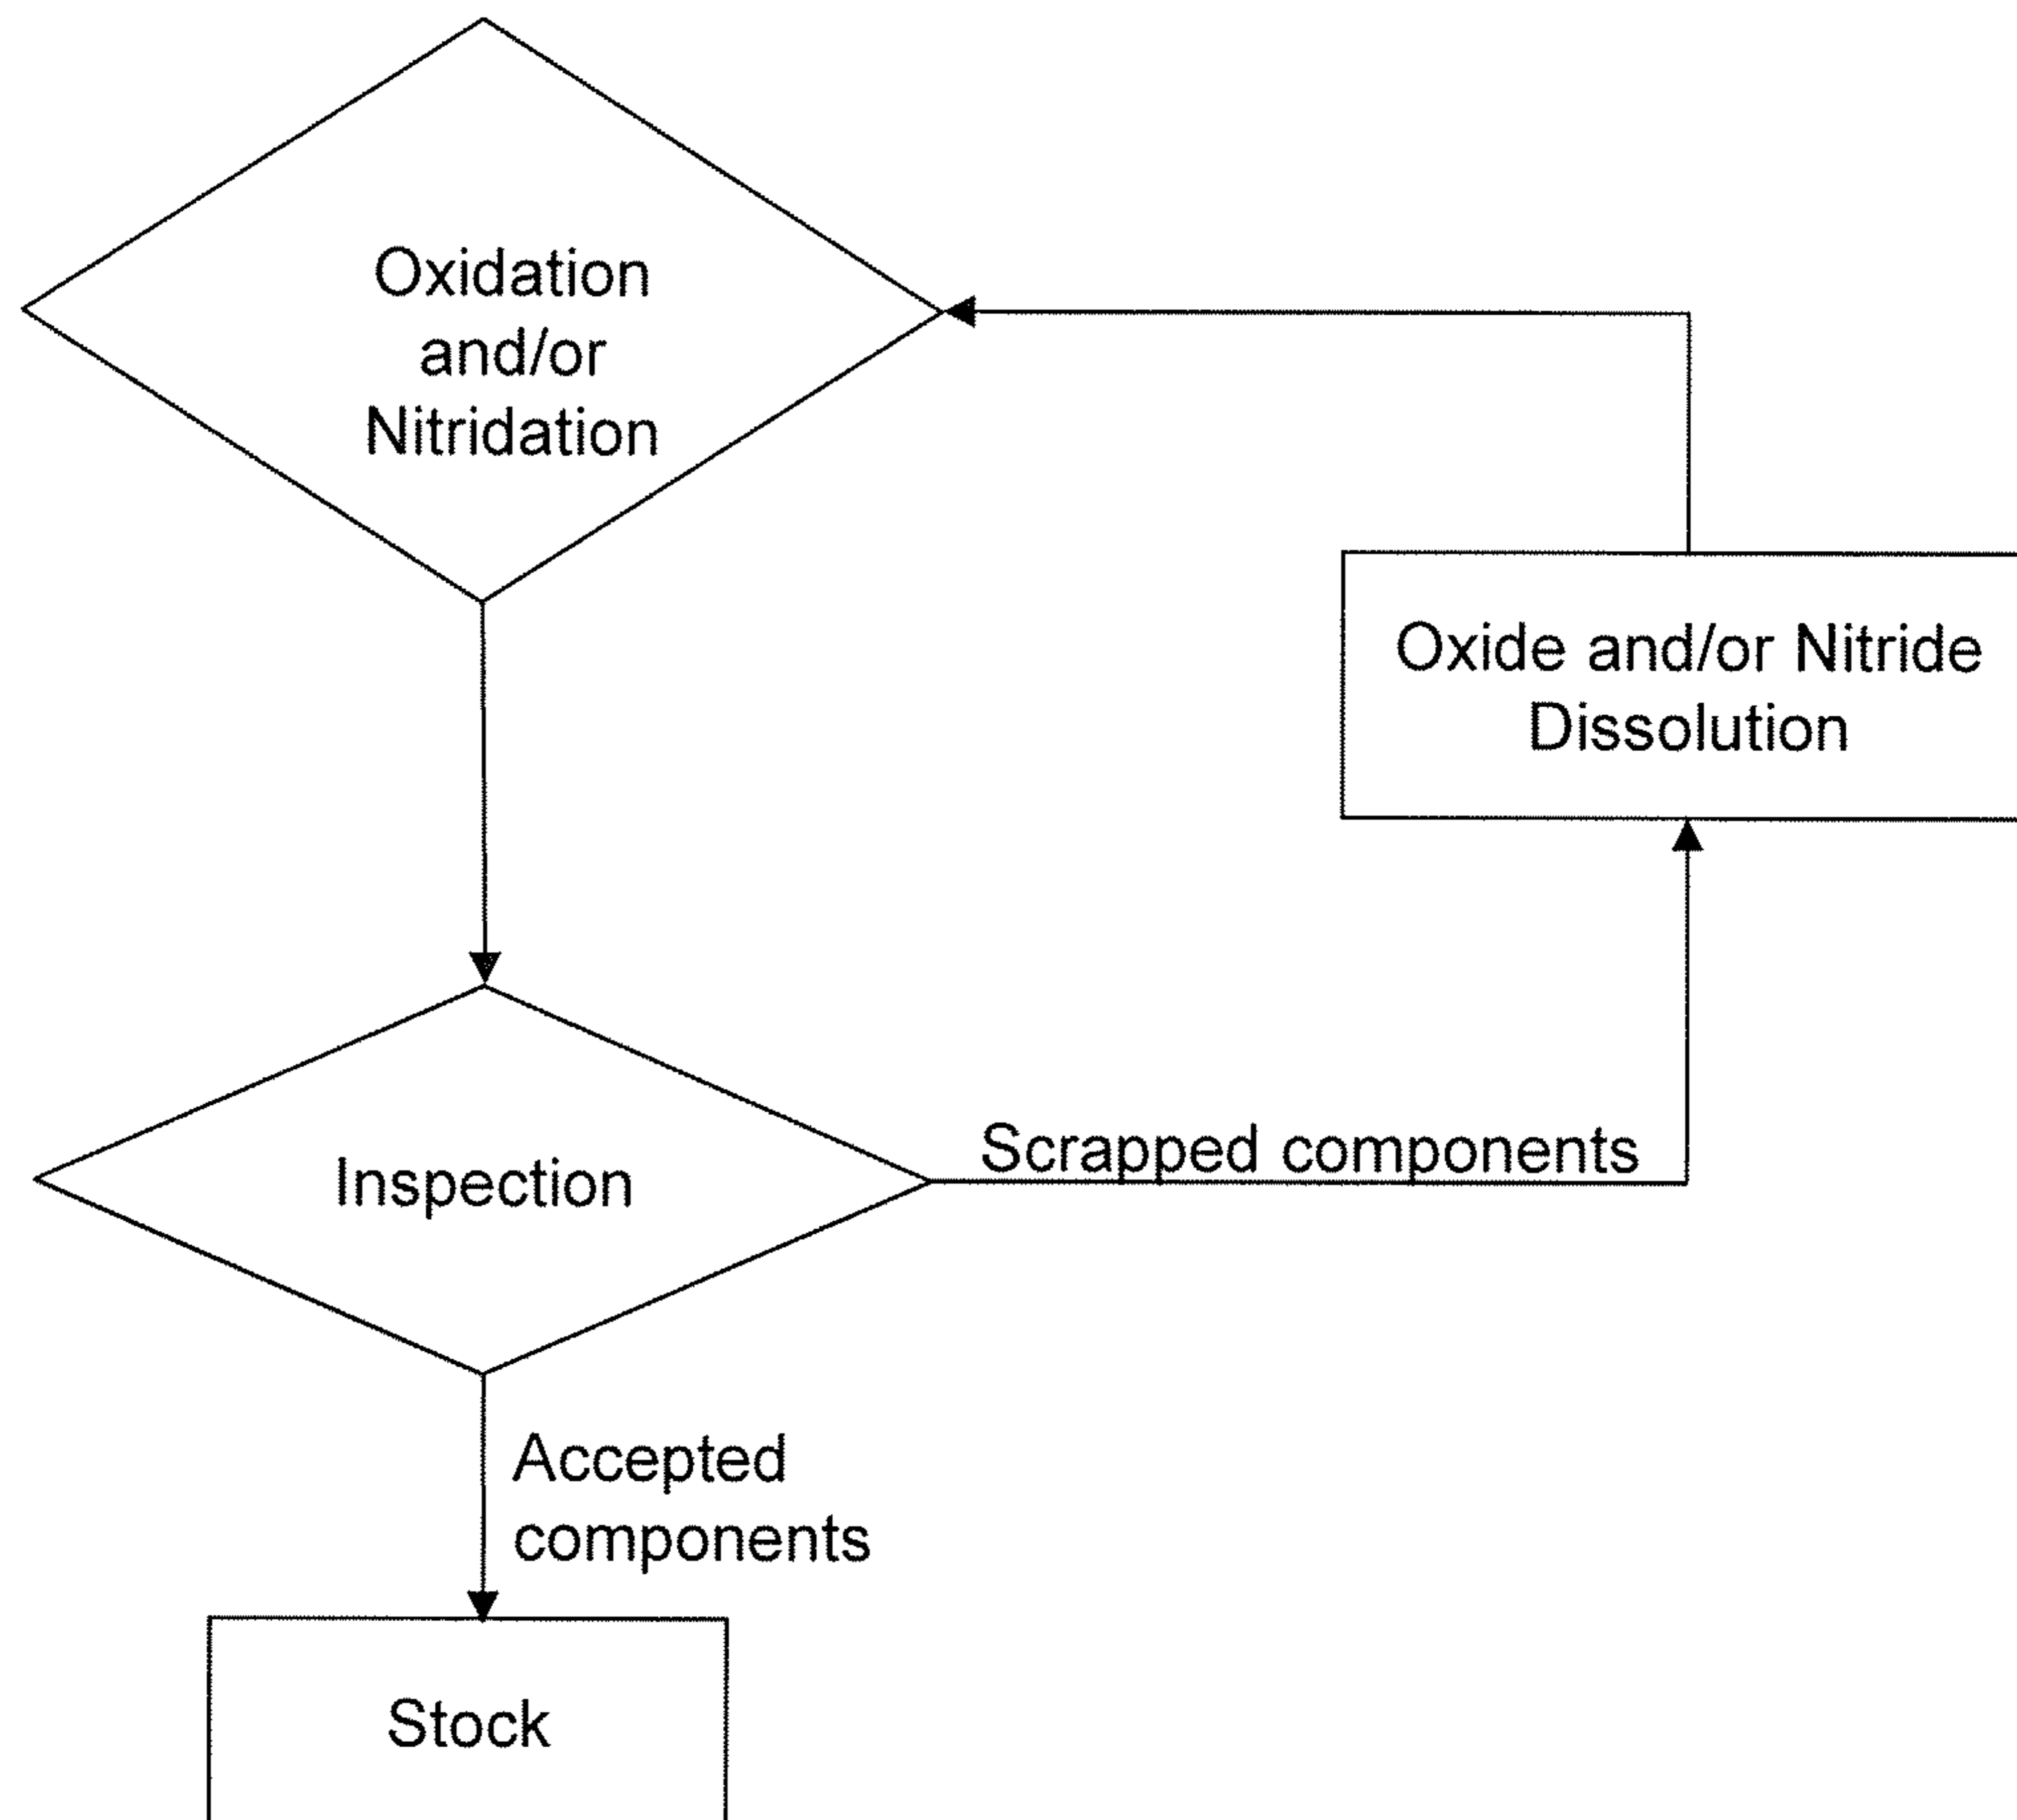 Oxidation
and/or
Nitridation
Oxide and/or Nitride
Dissolution
Inspection
Scrapped components
Accepted
components
Stock